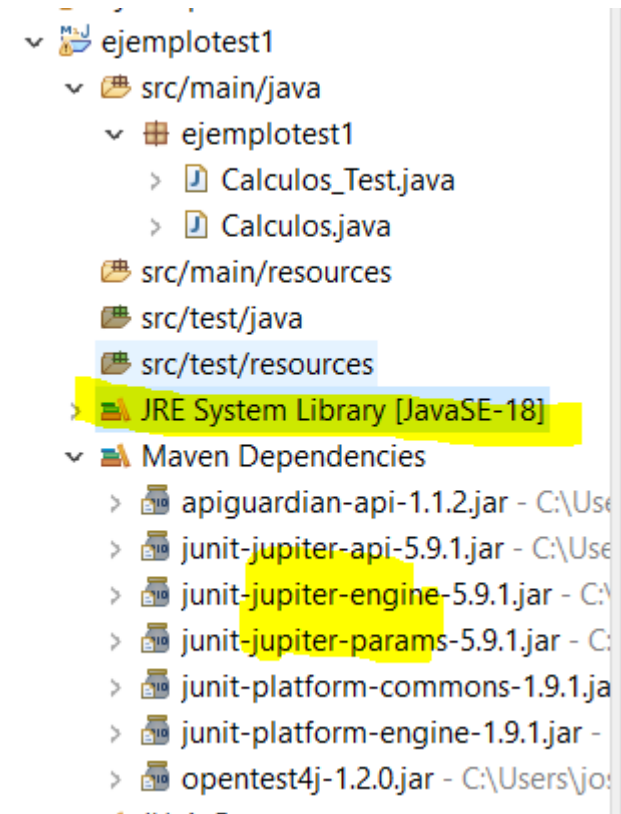 ejemplotest1
src/main/java
ejemplotest1
Calculos_Test.java
Calculos.java
src/main/resources
src/test/java
src/test/resources
JRE System Library [JavaSE-18]
Maven Dependencies
apiguardian-api-1.1.2.jar - C:\Use
junit-jupiter-api-5.9.1.jar - C:\Use
junit-jupiter-engine-5.9.1.jar - C:\
junit-jupiter-params-5.9.1.jar - C:
junit-platform-commons-1.9.1.ja
junit-platform-engine-1.9.1.jar -
opentest4j-1.2.0.jar - C:\Users\jo